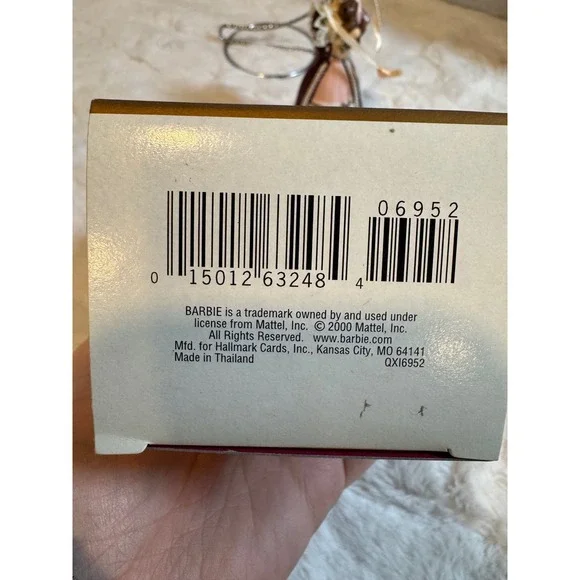 06952
0 15012 63248 4
BARBIE is a trademark owned by and used under
license from Mattel, Inc. © 2000 Mattel, Inc.
All Rights Reserved. www.barbie.com
Mfd. for Hallmark Cards, Inc., Kansas City, MO 64141
Made in Thailand QXI6952